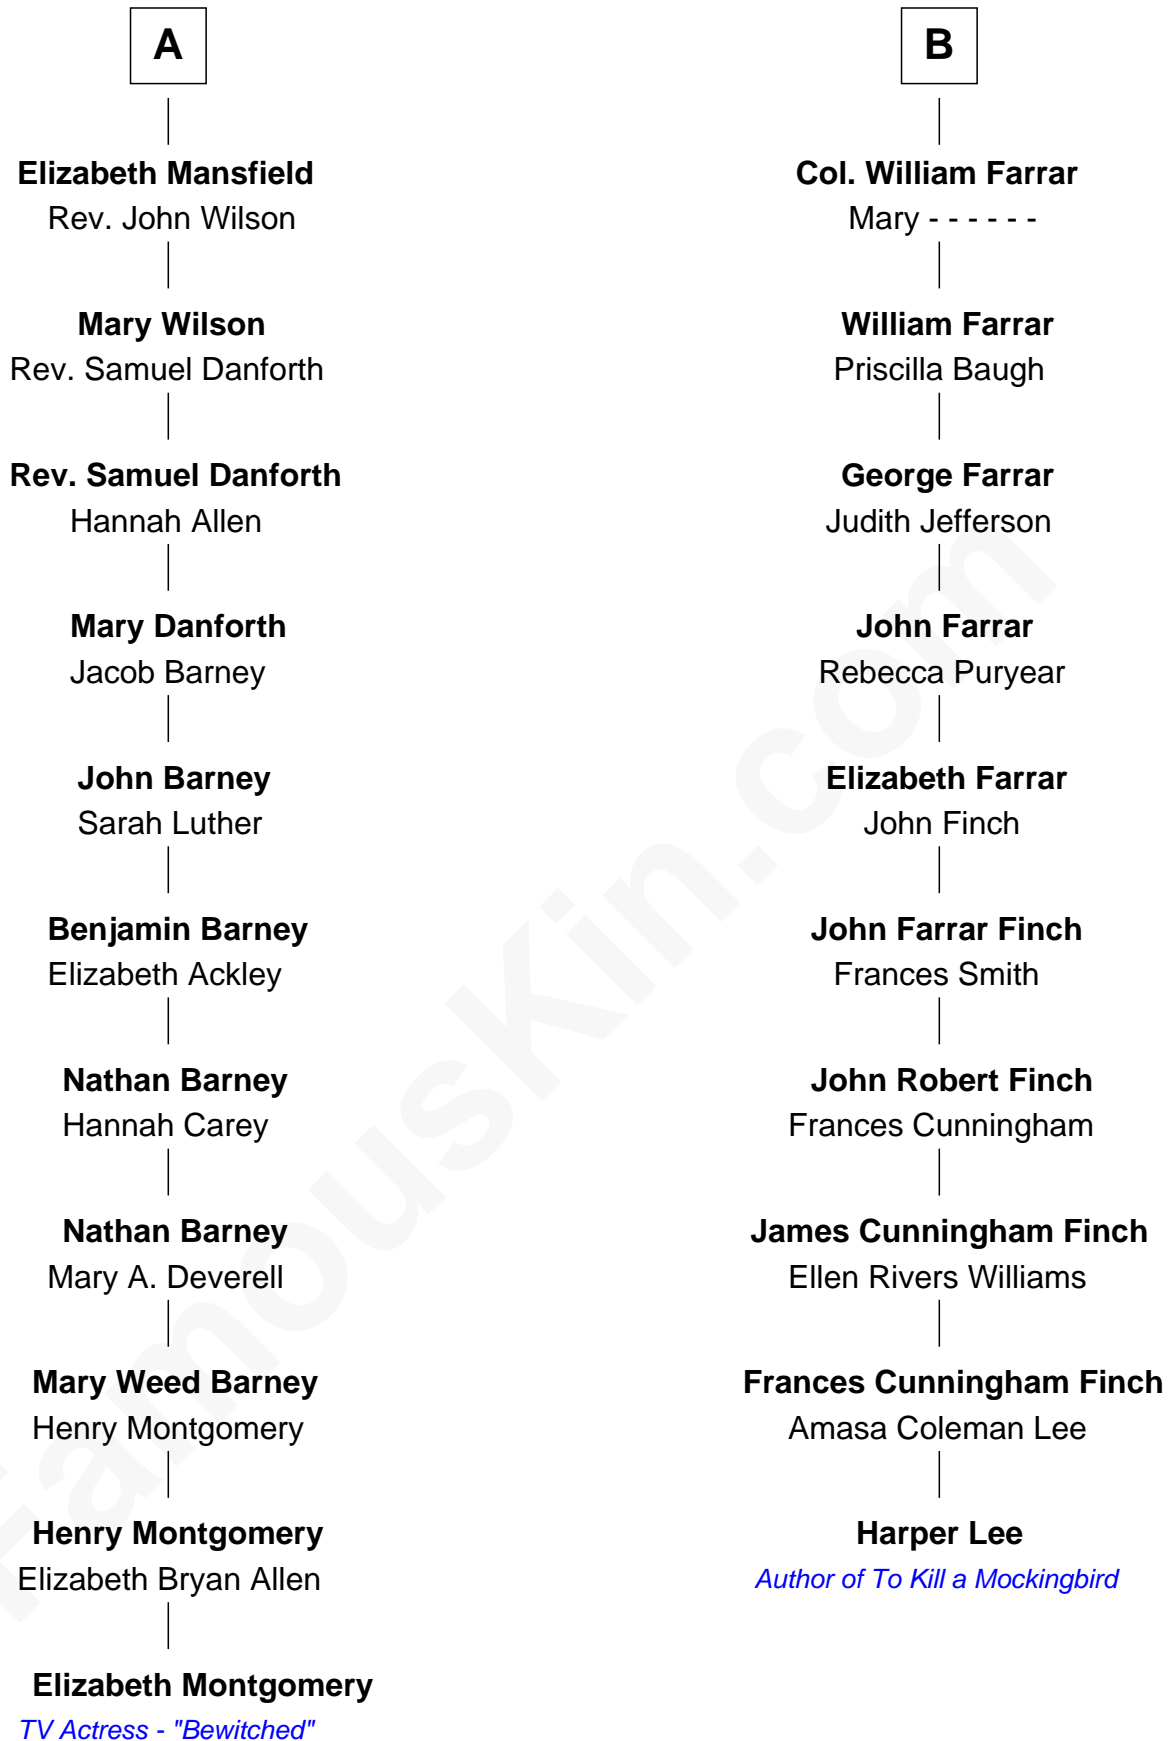 A
Elizabeth Mansfield
Rev. John Wilson
Mary Wilson
Rev. Samuel Danforth
Rev. Samuel Danforth
Hannah Allen
Mary Danforth
Jacob Barney
John Barney
Sarah Luther
Benjamin Barney
Elizabeth Ackley
Nathan Barney
Hannah Carey
Nathan Barney
Mary A. Deverell
Mary Weed Barney
Henry Montgomery
Henry Montgomery
Elizabeth Bryan Allen
Elizabeth Montgomery
TV Actress - "Bewitched"
B
Col. William Farrar
Mary - - - - - -
William Farrar
Priscilla Baugh
George Farrar
Judith Jefferson
John Farrar
Rebecca Puryear
Elizabeth Farrar
John Finch
John Farrar Finch
Frances Smith
John Robert Finch
Frances Cunningham
James Cunningham Finch
Ellen Rivers Williams
Frances Cunningham Finch
Amasa Coleman Lee
Harper Lee
Author of To Kill a Mockingbird
FamousKin.com